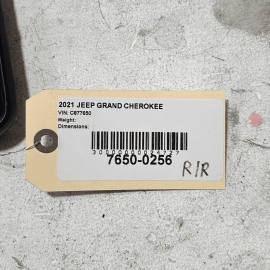 2021 JEEP GRAND CHEROKEE
VIN: C877650
Weight:
Dimensions:
7650-0256
R/R